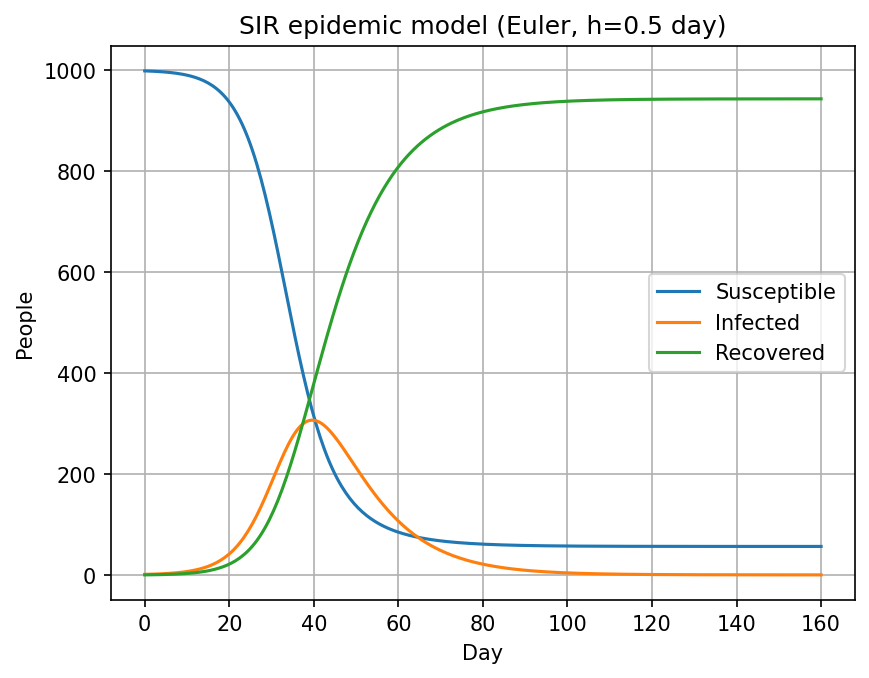 SIR epidemic model (Euler, h=0.5 day)
1000
800
600
400
200
0
People
Susceptible
Infected
Recovered
0 20 40 60 80 100 120 140 160
Day